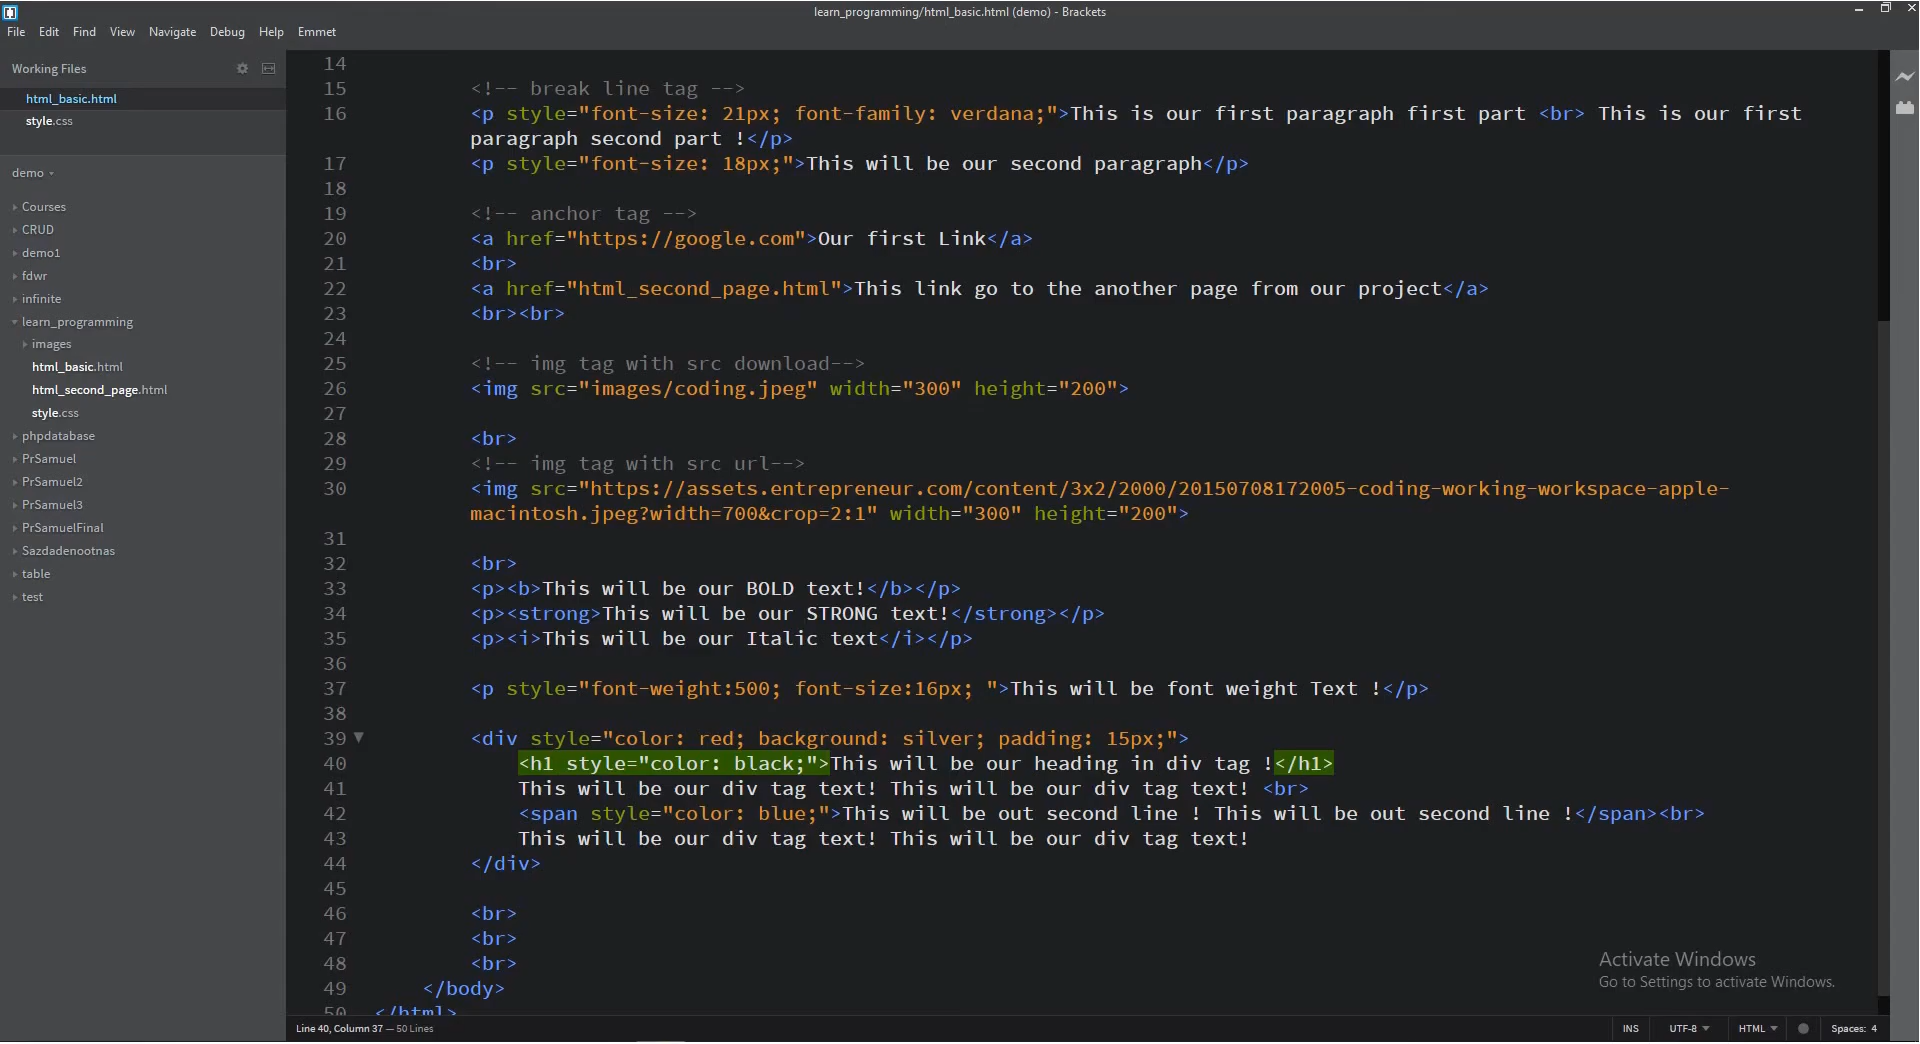 learn_programming/html_basic.html (demo) - Brackets
File Edit Find View Navigate Debug Help Emmet
Working Files
html_basic.html
style.css
demo
Courses
CRUD
demo1
fdwr
infinite
learn_programming
images
html_basic.html
html_second_page.html
style.css
phpdatabase
PrSamuel
PrSamuel2
PrSamuel3
PrSamuelFinal
Sazdadenootnas
table
test
14
15 <!-- break line tag -->
16 <p style="font-size: 21px; font-family: verdana;">This is our first paragraph first part <br> This is our first
paragraph second part !</p>
17 <p style="font-size: 18px;">This will be our second paragraph</p>
18
19 <!-- anchor tag -->
20 <a href="https://google.com">Our first Link</a>
21 <br>
22 <a href="html_second_page.html">This link go to the another page from our project</a>
23 <br><br>
24
25 <!-- img tag with src download-->
26 <img src="images/coding.jpeg" width="300" height="200">
27
28 <br>
29 <!-- img tag with src url-->
30 <img src="https://assets.entrepreneur.com/content/3x2/2000/20150708172005-coding-working-workspace-apple-
macintosh.jpeg?width=700&crop=2:1" width="300" height="200">
31
32 <br>
33 <p><b>This will be our BOLD text!</b></p>
34 <p><strong>This will be our STRONG text!</strong></p>
35 <p><i>This will be our Italic text</i></p>
36
37 <p style="font-weight:500; font-size:16px; ">This will be font weight Text !</p>
38
39 <div style="color: red; background: silver; padding: 15px;">
40 <h1 style="color: black;">This will be our heading in div tag !</h1>
41 This will be our div tag text! This will be our div tag text! <br>
42 <span style="color: blue;">This will be out second line ! This will be out second line !</span><br>
43 This will be our div tag text! This will be our div tag text!
44 </div>
45
46 <br>
47 <br>
48 <br>
49 </body>
50 </html>
Activate Windows
Go to Settings to activate Windows.
Line 40, Column 37 — 50 Lines
INS UTF-8 HTML Spaces: 4